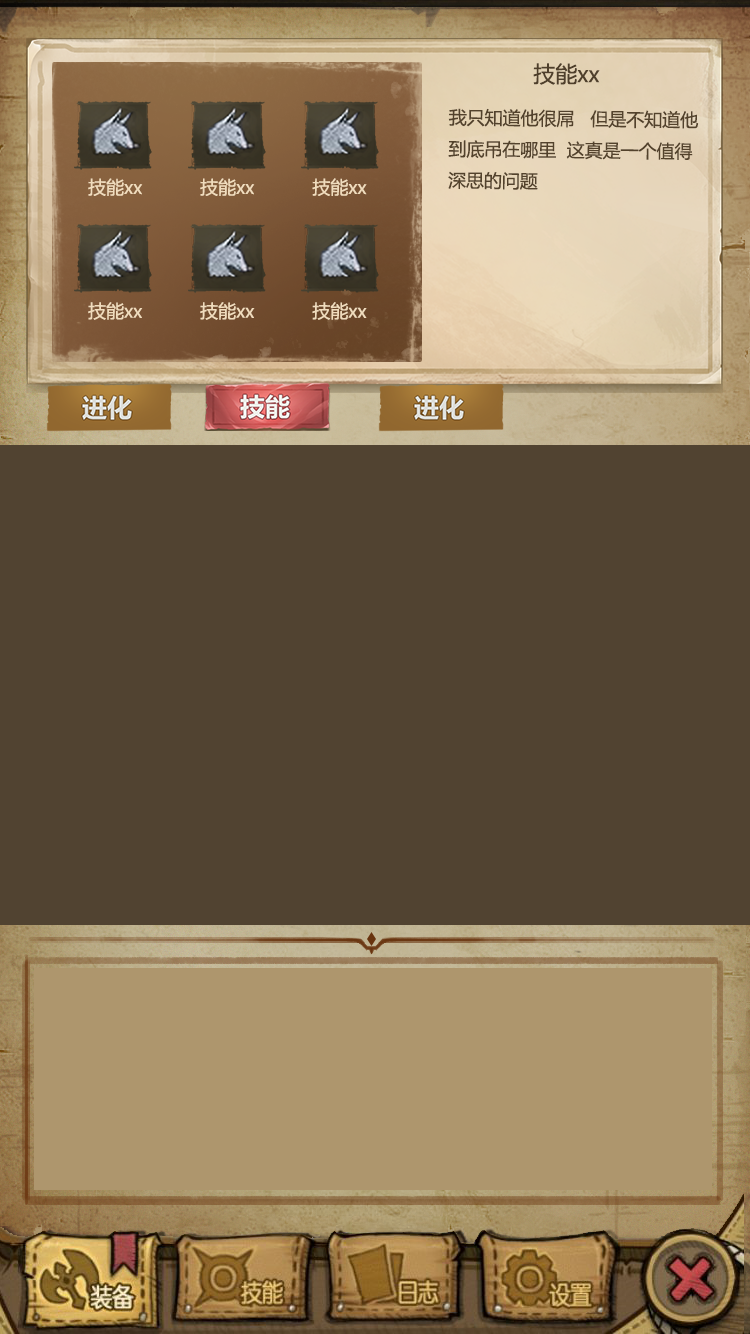 技能xx
我只知道他很屌 但是不知道他
到底吊在哪里 这真是一个值得
深思的问题
技能xx 技能xx 技能xx
技能xx 技能xx 技能xx
进化 技能 进化
装备 技能 日志 设置